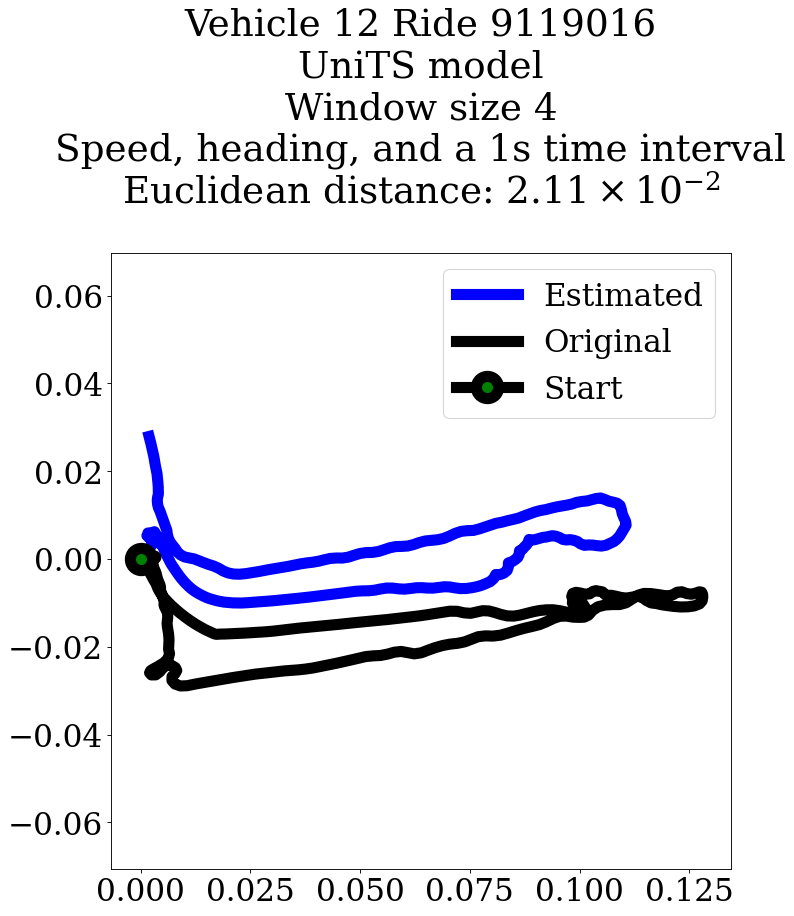 Vehicle 12 Ride 9119016
UniTS model
Window size 4
Speed, heading, and a 1s time interval
Euclidean distance: 2.11 × 10⁻²
Estimated
Original
Start
0.06
0.04
0.02
0.00
−0.02
−0.04
−0.06
0.000 0.025 0.050 0.075 0.100 0.125